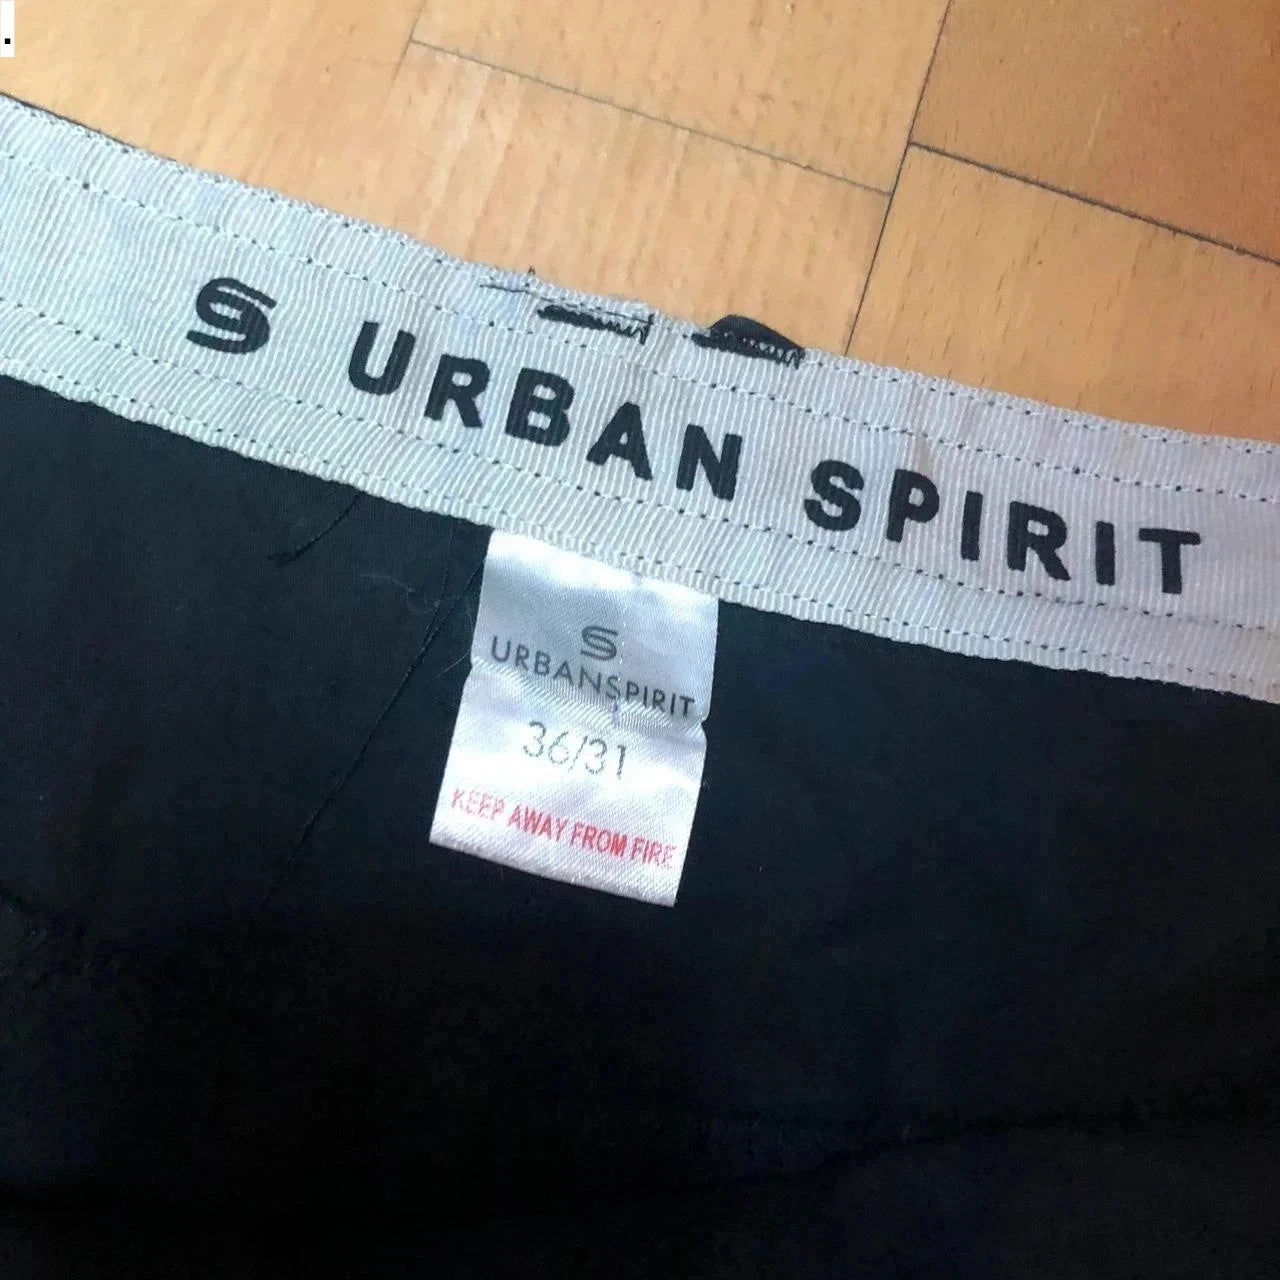 .
S URBAN SPIRIT
S
URBANSPIRIT
36/31
KEEP AWAY FROM FIRE